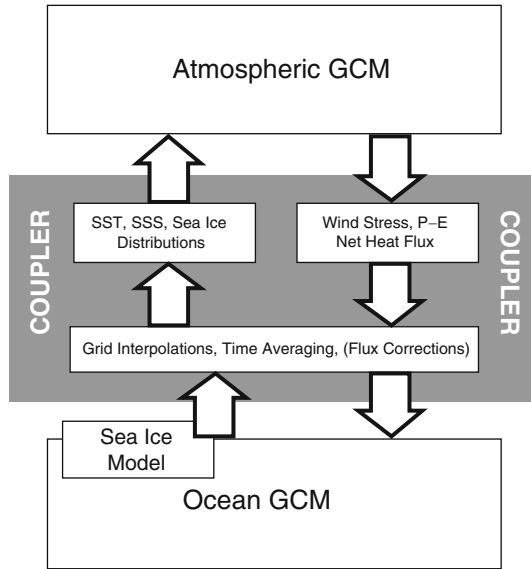 Atmospheric GCM
COUPLER
SST, SSS, Sea Ice
Distributions
Wind Stress, P–E
Net Heat Flux
COUPLER
Grid Interpolations, Time Averaging, (Flux Corrections)
Sea Ice
Model
Ocean GCM